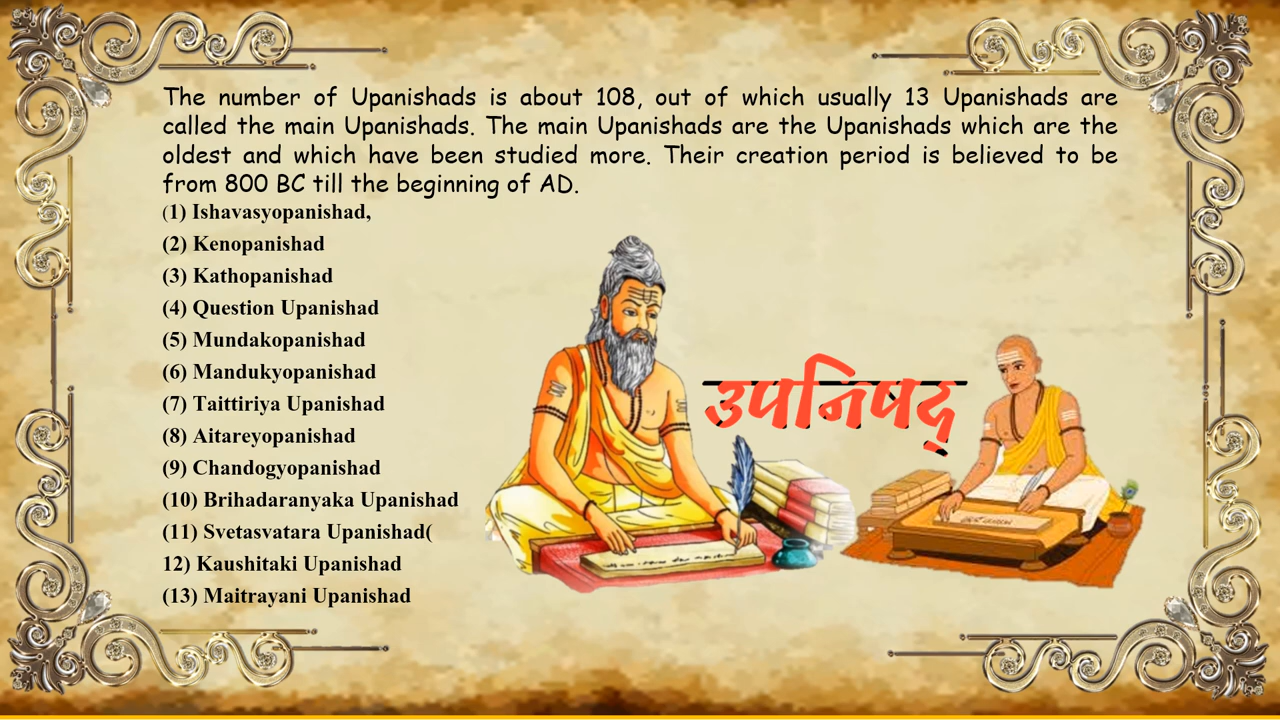 The number of Upanishads is about 108, out of which usually 13 Upanishads are
called the main Upanishads. The main Upanishads are the Upanishads which are the
oldest and which have been studied more. Their creation period is believed to be
from 800 BC till the beginning of AD.
(1) Ishavasyopanishad,
(2) Kenopanishad
(3) Kathopanishad
(4) Question Upanishad
(5) Mundakopanishad
(6) Mandukyopanishad
(7) Taittiriya Upanishad
(8) Aitareyopanishad
(9) Chandogyopanishad
(10) Brihadaranyaka Upanishad
(11) Svetasvatara Upanishad(
12) Kaushitaki Upanishad
(13) Maitrayani Upanishad
उपनिषद्